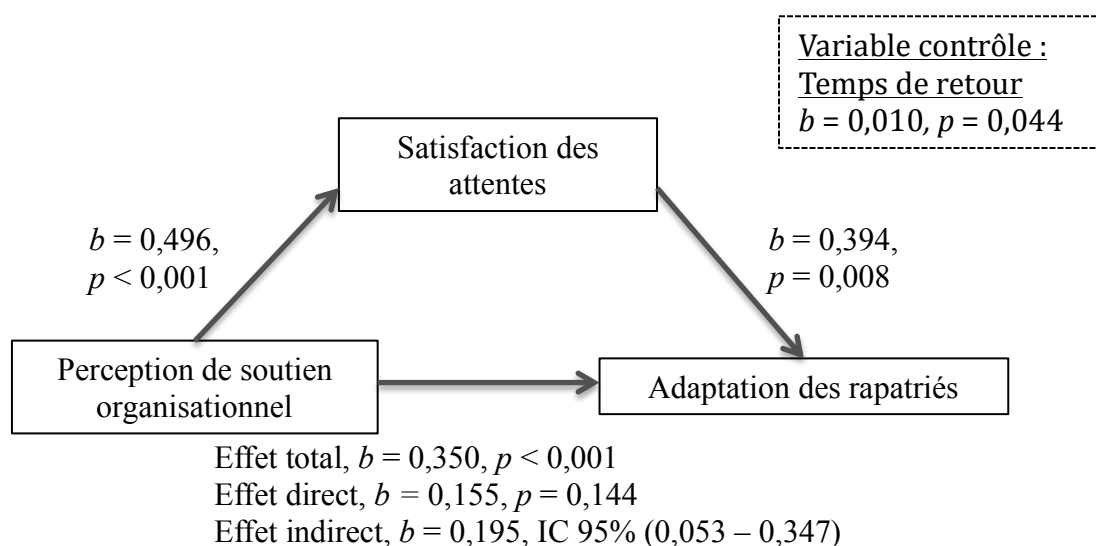 Variable contrôle :
Temps de retour
b = 0,010, p = 0,044
Satisfaction des
attentes
b = 0,496,
p < 0,001
b = 0,394,
p = 0,008
Perception de soutien
organisationnel
Adaptation des rapatriés
Effet total, b = 0,350, p < 0,001
Effet direct, b = 0,155, p = 0,144
Effet indirect, b = 0,195, IC 95% (0,053 – 0,347)